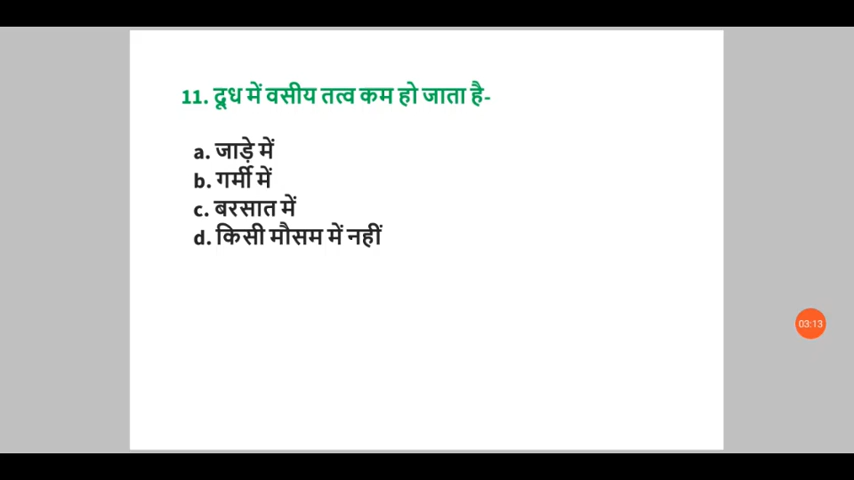 11. दूध में वसीय तत्व कम हो जाता है-
a. जाड़े में
b. गर्मी में
c. बरसात में
d. किसी मौसम में नहीं
03:13